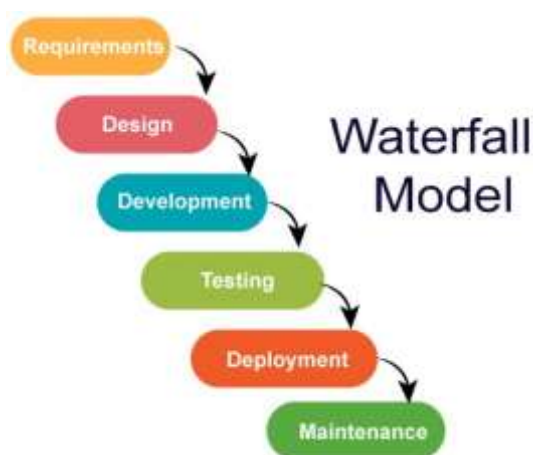 Requirements
Design
Waterfall
Model
Development
Testing
Deployment
Maintenance